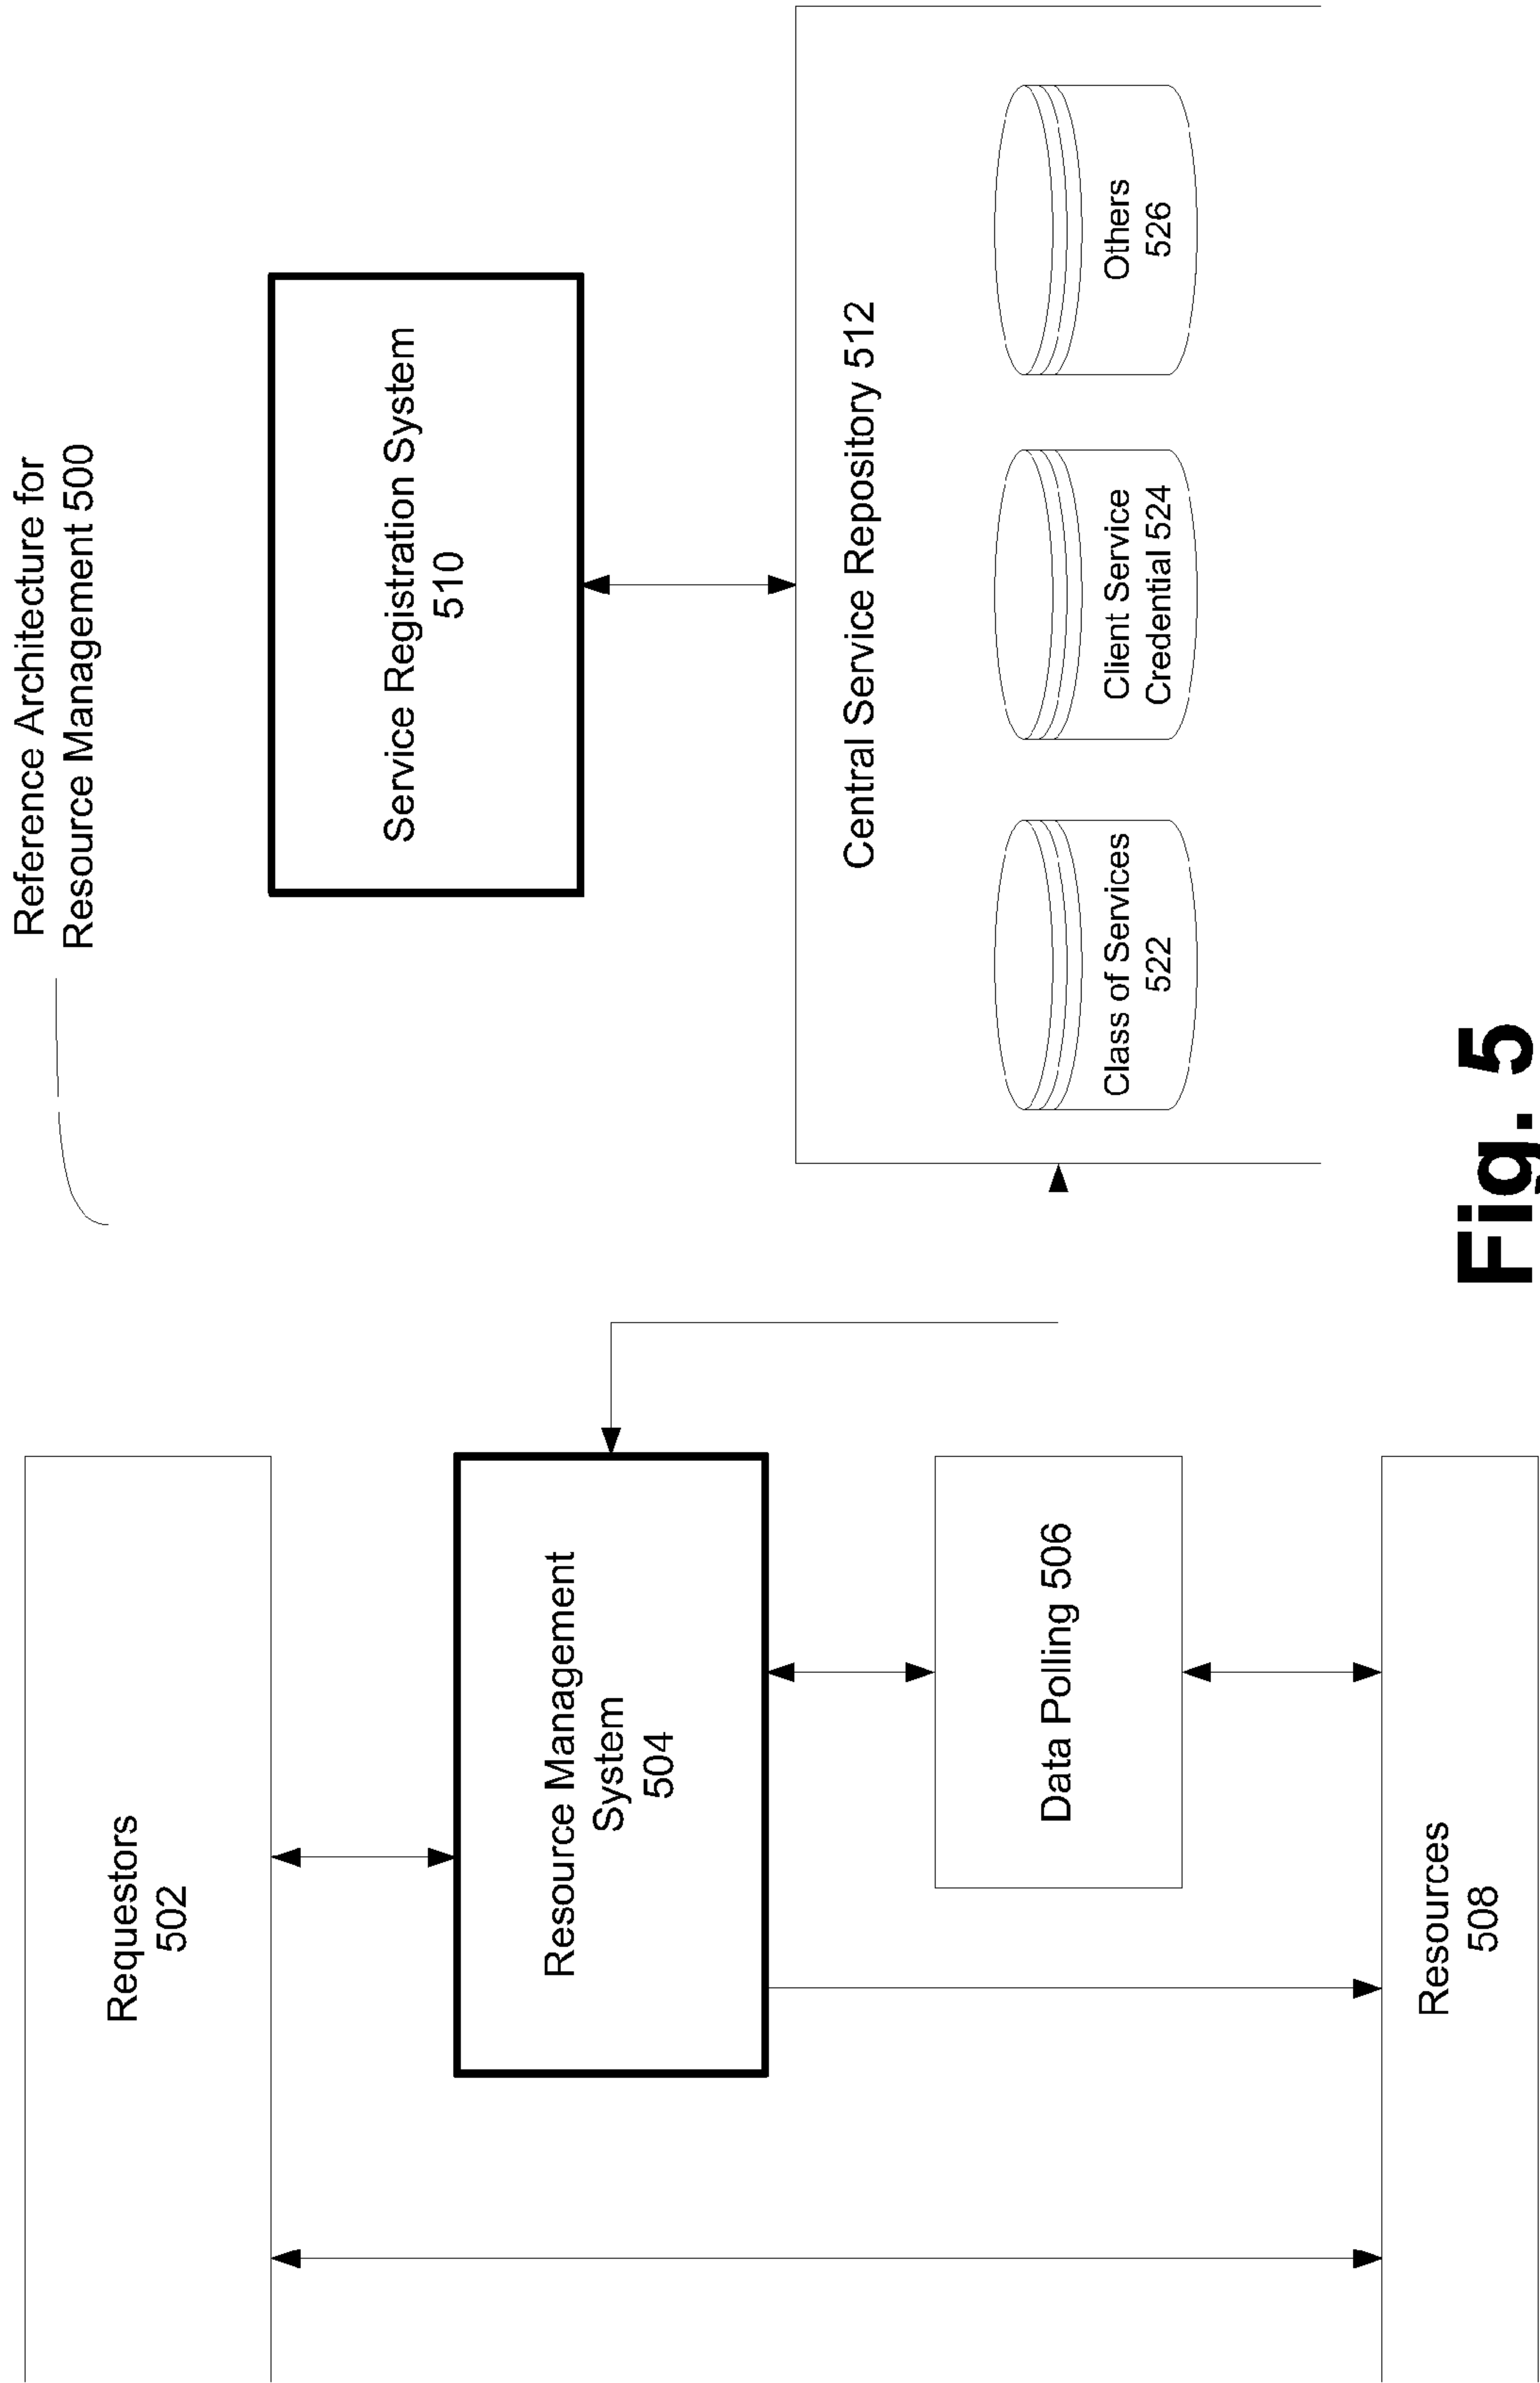 Reference Architecture for
Resource Management 500
Requestors
502
Resource Management
System
504
Data Polling 506
Resources
508
Service Registration System
510
Central Service Repository 512
Class of Services
522
Client Service
Credential 524
Others
526
Fig. 5